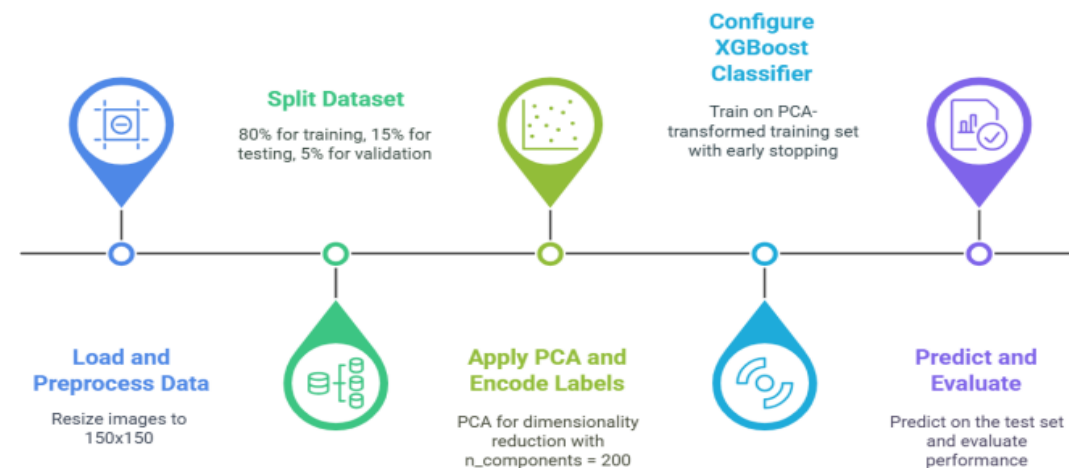 Load and
Preprocess Data
Resize images to
150x150
Split Dataset
80% for training, 15% for
testing, 5% for validation
Apply PCA and
Encode Labels
PCA for dimensionality
reduction with
n_components = 200
Configure
XGBoost
Classifier
Train on PCA-
transformed training set
with early stopping
Predict and
Evaluate
Predict on the test set
and evaluate
performance